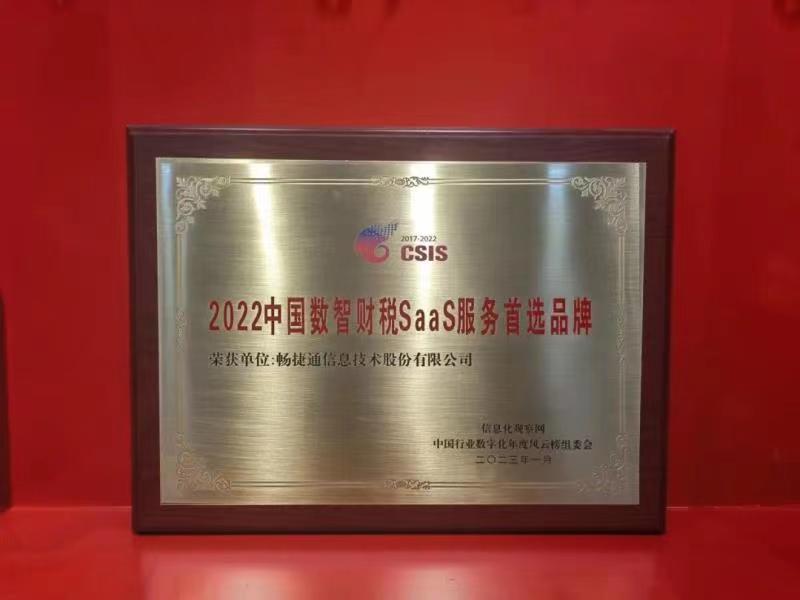 2017-2022
CSIS
2022中国数智财税SaaS服务首选品牌
荣获单位:畅捷通信息技术股份有限公司
信息化观察网
中国行业数字化年度风云榜组委会
二〇二三年一月